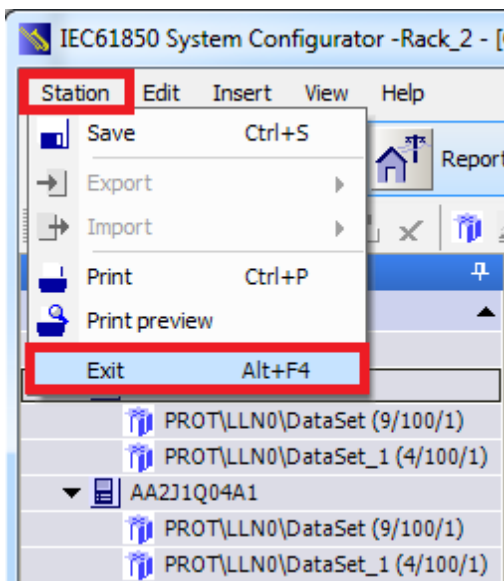 IEC61850 System Configurator -Rack_2 - [
Station Edit Insert View Help
Save Ctrl+S
Report
Export
Import
Print Ctrl+P
Print preview
Exit Alt+F4
PROT\LLN0\DataSet (9/100/1)
PROT\LLN0\DataSet_1 (4/100/1)
AA2J1Q04A1
PROT\LLN0\DataSet (9/100/1)
PROT\LLN0\DataSet_1 (4/100/1)